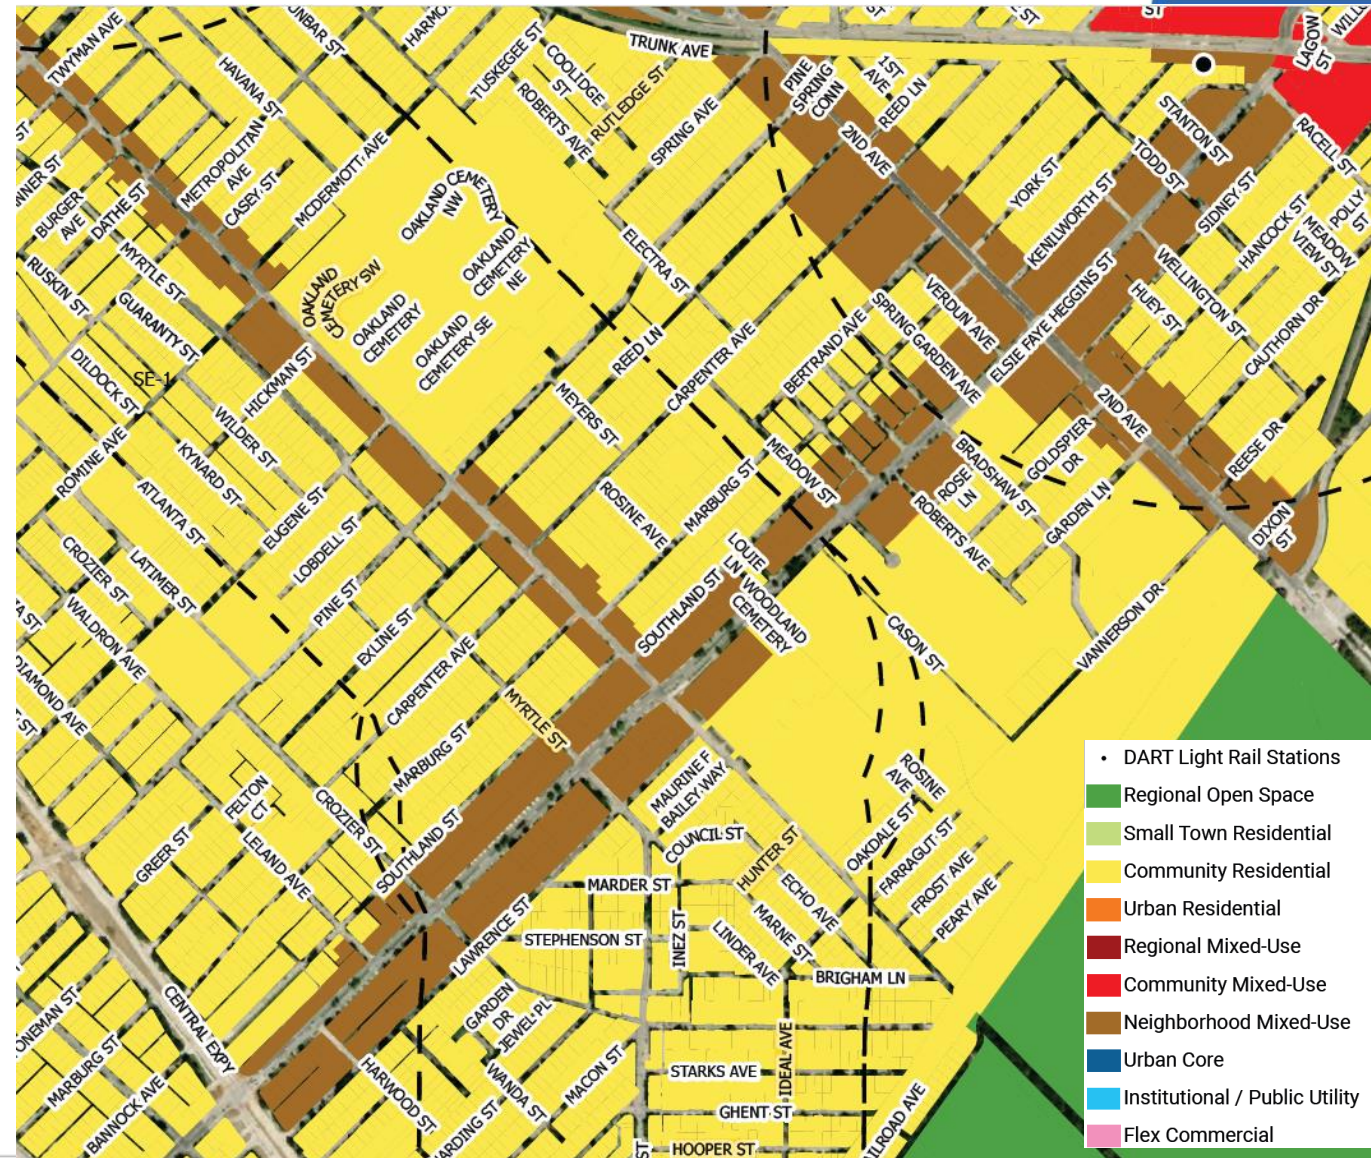 TWYMAN AVE
HAVANA ST
TRUNK AVE
LAGOW
ST
TUSKEGEE ST
COOLIDGE
ST
ROBERTS AVE
RUTLEDGE ST
SPRING AVE
PINE
SPRING
CONN
1ST
AVE
REED LN
2ND AVE
STANTON ST
TODD ST
RACELL ST
YORK ST
KENILWORTH ST
SIDNEY ST
HANCOCK ST
POLLY
MEADOW
VIEW ST
METROPOLITAN
AVE
CASEY ST
MCDERMOTT AVE
BURGER
AVE
DATHE ST
MYRTLE ST
RUSKIN ST
GUARANTY ST
OAKLAND CEMETERY
NW
OAKLAND
CEMETERY
NE
OAKLAND
CEMETERY SW
OAKLAND
CEMETERY
OAKLAND
CEMETERY SE
ELECTRA ST
WELLINGTON ST
HUEY ST
CAUTHORN DR
VERDUN AVE
SPRING GARDEN AVE
BERTRAND AVE
ELSIE FAYE HEGGINS ST
REED LN
CARPENTER AVE
MEYERS ST
SE-1
DILDOCK ST
HICKMAN ST
WILDER ST
KYNARD ST
ROMINE AVE
ATLANTA ST
EUGENE ST
LOBDELL ST
2ND AVE
GOLDSPIER
DR
REESE DR
BRADSHAW ST
ROSE
LN
ROBERTS AVE
GARDEN LN
DIXON
ST
MEADOW ST
MARBURG ST
ROSINE AVE
LOUIE
LN
WOODLAND
CEMETERY
SOUTHLAND ST
CROZIER ST
LATIMER ST
WALDRON AVE
DIAMOND AVE
PINE ST
EXLINE ST
CARPENTER AVE
MYRTLE ST
MARBURG ST
CASON ST
VANNERSON DR
FELTON
CT
CROZIER ST
LELAND AVE
GREER ST
SOUTHLAND ST
MAURINE F
BAILEY WAY
COUNCIL ST
HUNTER ST
ROSINE
AVE
OAKDALE ST
FARRAGUT ST
FROST AVE
PEARY AVE
MARDER ST
ECHO AVE
MARNE ST
LINDER AVE
INEZ ST
STEPHENSON ST
LAWRENCE ST
BRIGHAM LN
CENTRAL EXPY
GARDEN
DR
JEWEL PL
WANDA ST
MACON ST
HARWOOD ST
MARBURG ST
BANNOCK AVE
STARKS AVE
IDEAL AVE
GHENT ST
HOOPER ST
DART Light Rail Stations
Regional Open Space
Small Town Residential
Community Residential
Urban Residential
Regional Mixed-Use
Community Mixed-Use
Neighborhood Mixed-Use
Urban Core
Institutional / Public Utility
Flex Commercial